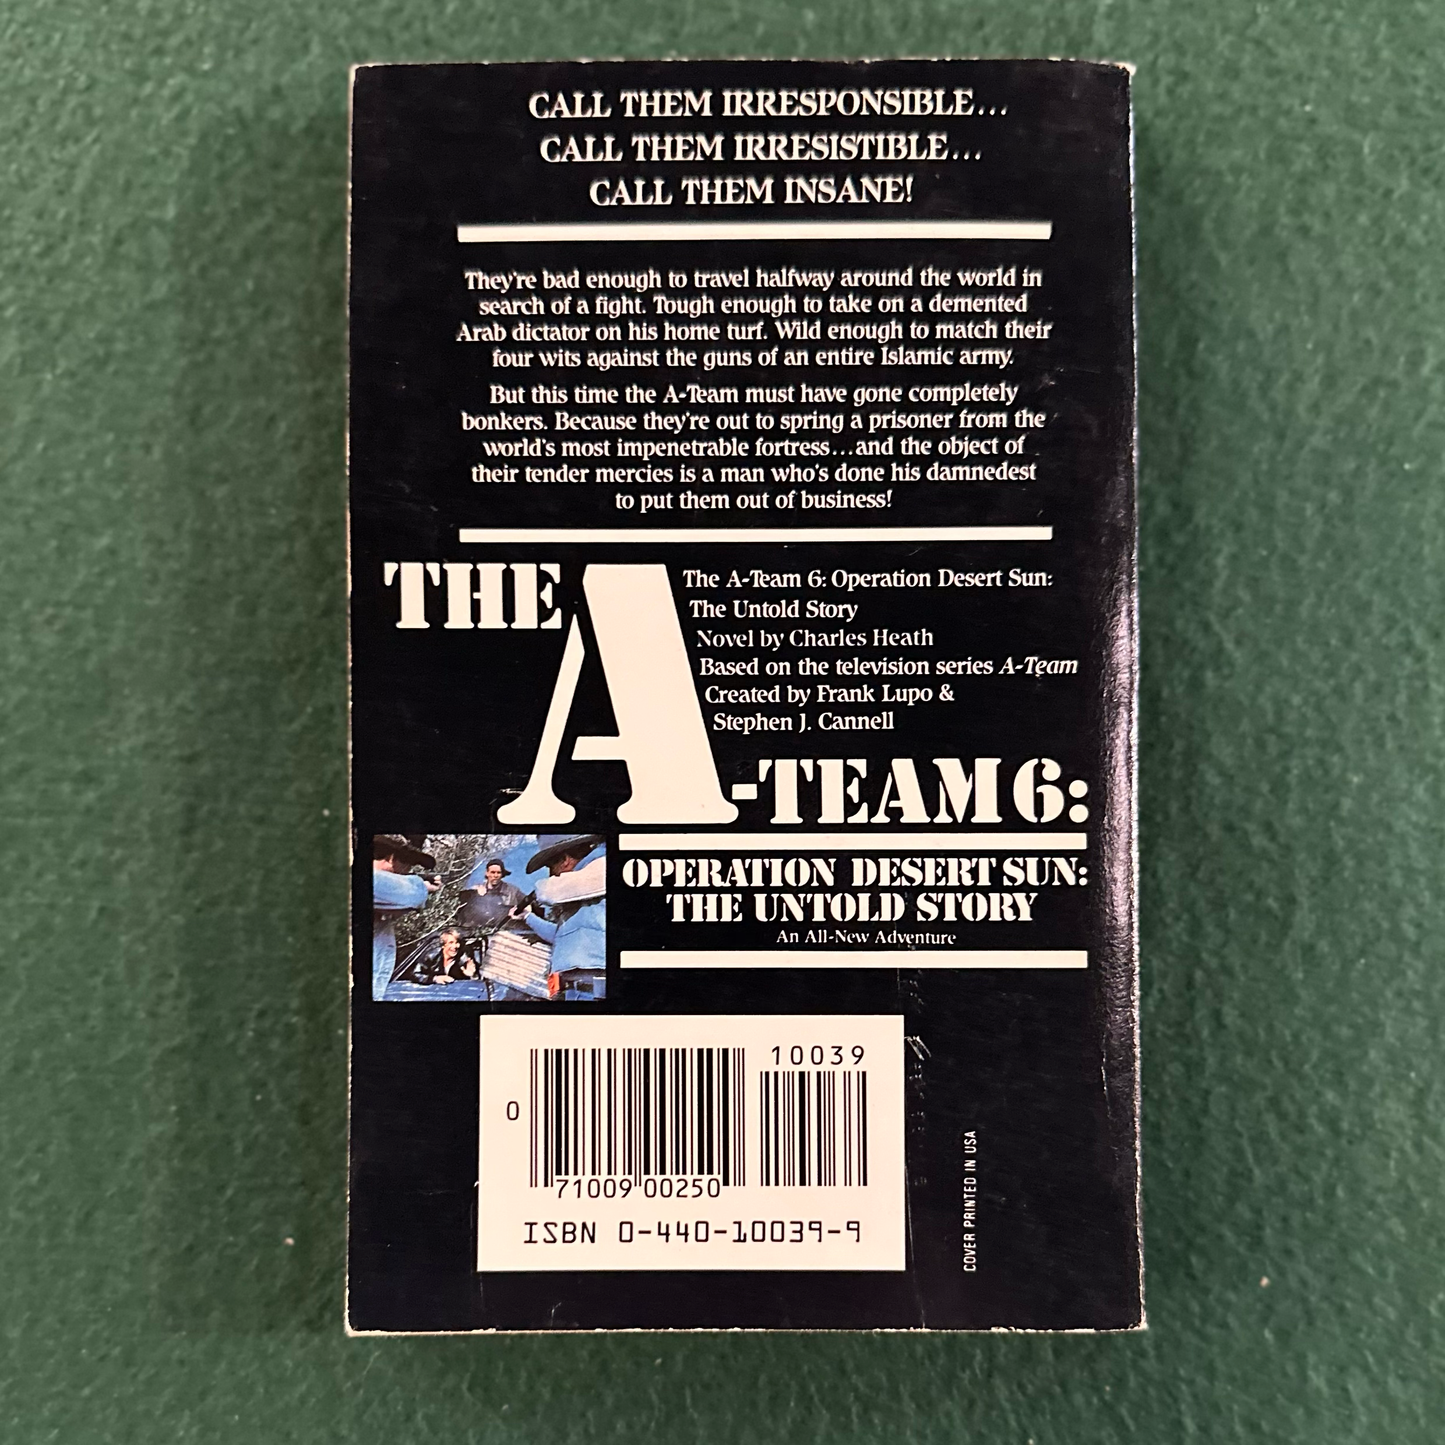 CALL THEM IRRESPONSIBLE...
CALL THEM IRRESISTIBLE...
CALL THEM INSANE!
They're bad enough to travel halfway around the world in
search of a fight. Tough enough to take on a demented
Arab dictator on his home turf. Wild enough to match their
four wits against the guns of an entire Islamic army.
But this time the A-Team must have gone completely
bonkers. Because they're out to spring a prisoner from the
world's most impenetrable fortress...and the object of
their tender mercies is a man who's done his damnedest
to put them out of business!
The A-Team 6: Operation Desert Sun:
The Untold Story
Novel by Charles Heath
Based on the television series A-Team
Created by Frank Lupo &
Stephen J. Cannell
THE A-TEAM 6:
OPERATION DESERT SUN:
THE UNTOLD STORY
An All-New Adventure
10039
0
71009 00250
ISBN 0-440-10039-9
COVER PRINTED IN USA